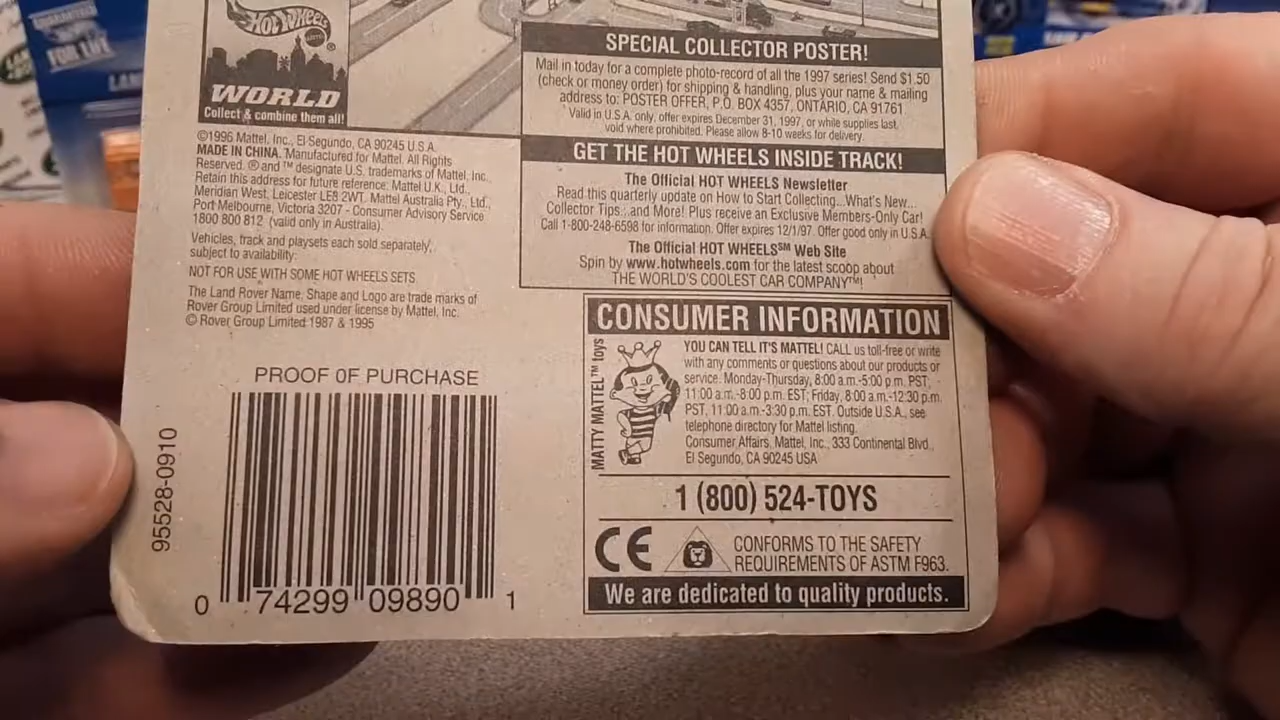 GUARANTEED
FOR LIFE
LAN
Hot Wheels
MATTEL
®
WORLD
Collect & combine them all!
SPECIAL COLLECTOR POSTER!
Mail in today for a complete photo-record of all the 1997 series! Send $1.50
(check or money order) for shipping & handling, plus your name & mailing
address to: POSTER OFFER, P.O. BOX 4357, ONTARIO, CA 91761
Valid in U.S.A. only, offer expires December 31, 1997, or while supplies last,
void where prohibited. Please allow 8-10 weeks for delivery.
©1996 Mattel, Inc., El Segundo, CA 90245 U.S.A.
MADE IN CHINA. Manufactured for Mattel. All Rights
Reserved. ® and ™ designate U.S. trademarks of Mattel, Inc.
Retain this address for future reference: Mattel U.K., Ltd.,
Meridian West, Leicester LE8 2WT. Mattel Australia Pty., Ltd.,
Port Melbourne, Victoria 3207 - Consumer Advisory Service
1800 800 812 (valid only in Australia).
Vehicles, track and playsets each sold separately,
subject to availability.
NOT FOR USE WITH SOME HOT WHEELS SETS.
The Land Rover Name, Shape and Logo are trade marks of
Rover Group Limited used under license by Mattel, Inc.
© Rover Group Limited 1987 & 1995
GET THE HOT WHEELS INSIDE TRACK!
The Official HOT WHEELS Newsletter
Read this quarterly update on How to Start Collecting...What's New...
Collector Tips...and More! Plus receive an Exclusive Members-Only Car!
Call 1-800-248-6598 for information. Offer expires 12/1/97. Offer good only in U.S.A.
The Official HOT WHEELS℠ Web Site
Spin by www.hotwheels.com for the latest scoop about
THE WORLD'S COOLEST CAR COMPANY™!
CONSUMER INFORMATION
MATTY MATTEL™ toys
YOU CAN TELL IT'S MATTEL! CALL us toll-free or write
with any comments or questions about our products or
service. Monday-Thursday, 8:00 a.m.-5:00 p.m. PST;
11:00 a.m.-8:00 p.m. EST; Friday, 8:00 a.m.-12:30 p.m.
PST, 11:00 a.m.-3:30 p.m. EST. Outside U.S.A., see
telephone directory for Mattel listing.
Consumer Affairs, Mattel, Inc., 333 Continental Blvd.,
El Segundo, CA 90245 USA
1 (800) 524-TOYS
CE
CONFORMS TO THE SAFETY
REQUIREMENTS OF ASTM F963.
We are dedicated to quality products.
PROOF OF PURCHASE
95528-0910
0 74299 09890 1